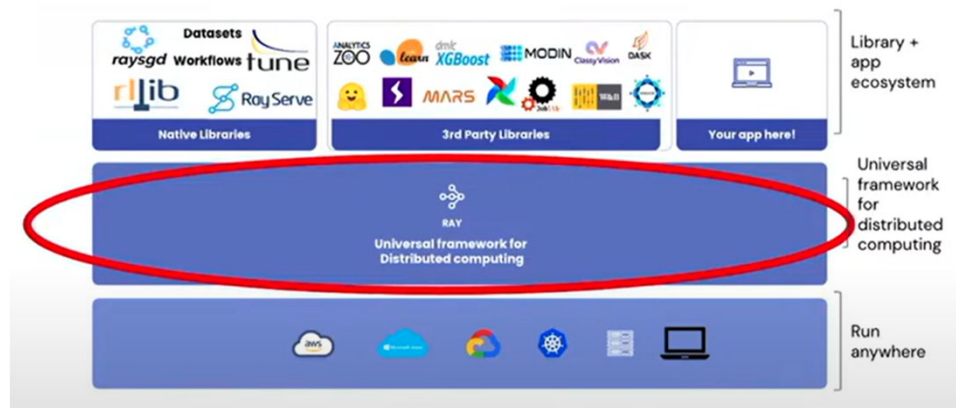 Datasets
raysgd Workflows tune
rllib Ray Serve
Native Libraries
ANALYTICS
ZOO learn dmlc
XGBoost MODIN ClassyVision DASK
MARS W&B
3rd Party Libraries
Your app here!
Library +
app
ecosystem
RAY
Universal framework for
Distributed computing
Universal
framework
for
distributed
computing
aws
Run
anywhere